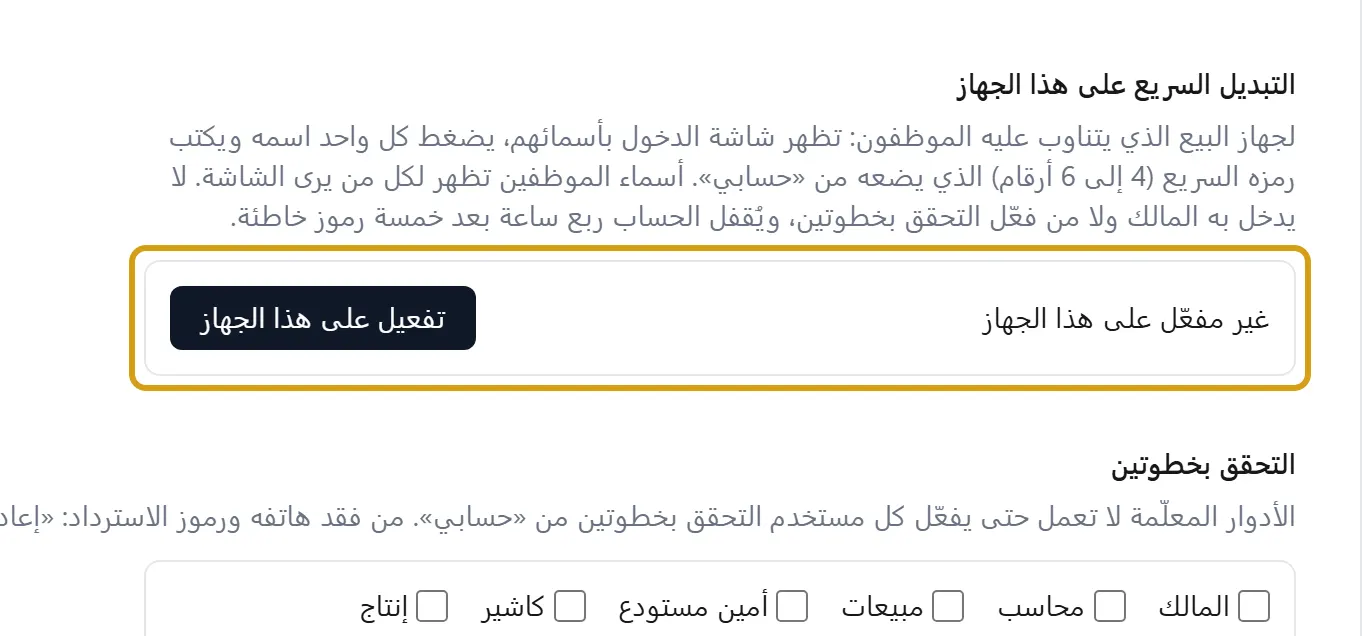 التبديل السريع على هذا الجهاز
لجهاز البيع الذي يتناوب عليه الموظفون: تظهر شاشة الدخول بأسمائهم، يضغط كل واحد اسمه ويكتب
رمزه السريع (4 إلى 6 أرقام) الذي يضعه من «حسابي». أسماء الموظفين تظهر لكل من يرى الشاشة. لا
يدخل به المالك ولا من فعّل التحقق بخطوتين، ويُقفل الحساب ربع ساعة بعد خمسة رموز خاطئة.
غير مفعّل على هذا الجهاز
تفعيل على هذا الجهاز
التحقق بخطوتين
الأدوار المعلّمة لا تعمل حتى يفعّل كل مستخدم التحقق بخطوتين من «حسابي». من فقد هاتفه ورموز الاسترداد:
المالك محاسب مبيعات أمين مستودع كاشير إنتاج